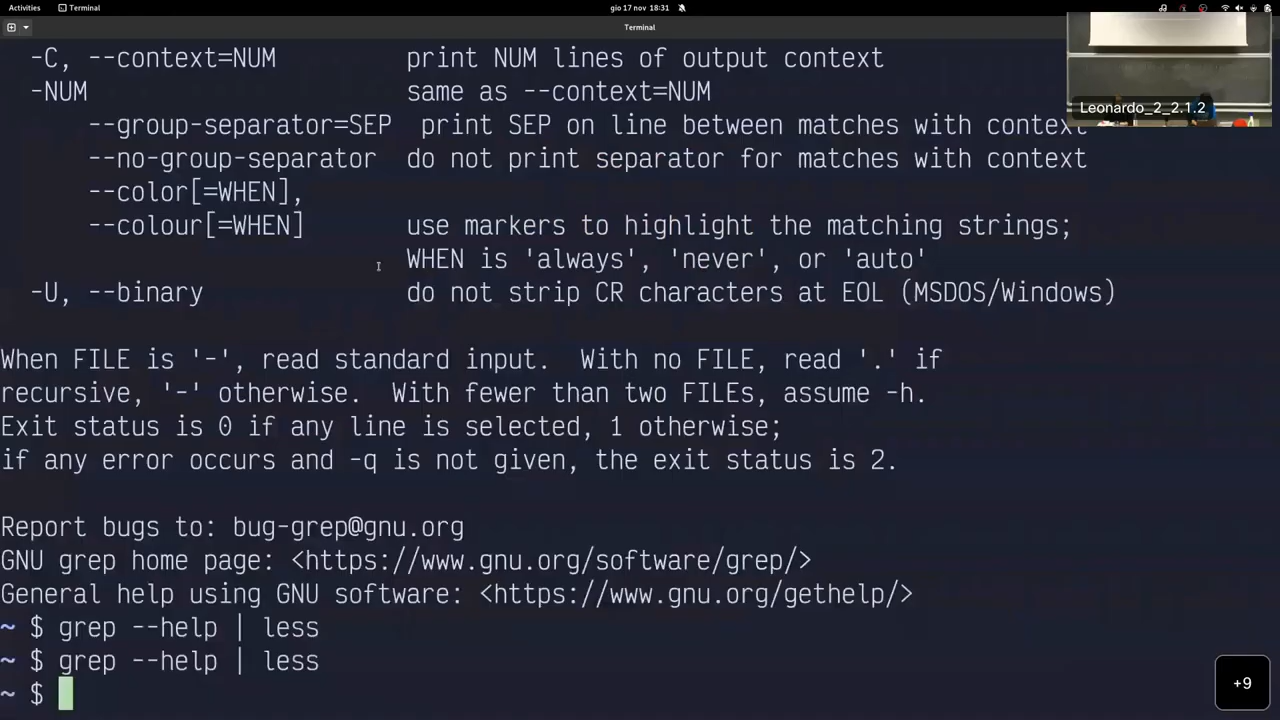 Activities
Terminal
gio 17 nov 18:31
Terminal
-C, --context=NUM print NUM lines of output context
-NUM same as --context=NUM
--group-separator=SEP print SEP on line between matches with context
--no-group-separator do not print separator for matches with context
--color[=WHEN],
--colour[=WHEN] use markers to highlight the matching strings;
WHEN is 'always', 'never', or 'auto'
-U, --binary do not strip CR characters at EOL (MSDOS/Windows)
When FILE is '-', read standard input. With no FILE, read '.' if
recursive, '-' otherwise. With fewer than two FILEs, assume -h.
Exit status is 0 if any line is selected, 1 otherwise;
if any error occurs and -q is not given, the exit status is 2.
Report bugs to: bug-grep@gnu.org
GNU grep home page: <https://www.gnu.org/software/grep/>
General help using GNU software: <https://www.gnu.org/gethelp/>
~ $ grep --help | less
~ $ grep --help | less
~ $
Leonardo_2_2.1.2
+9